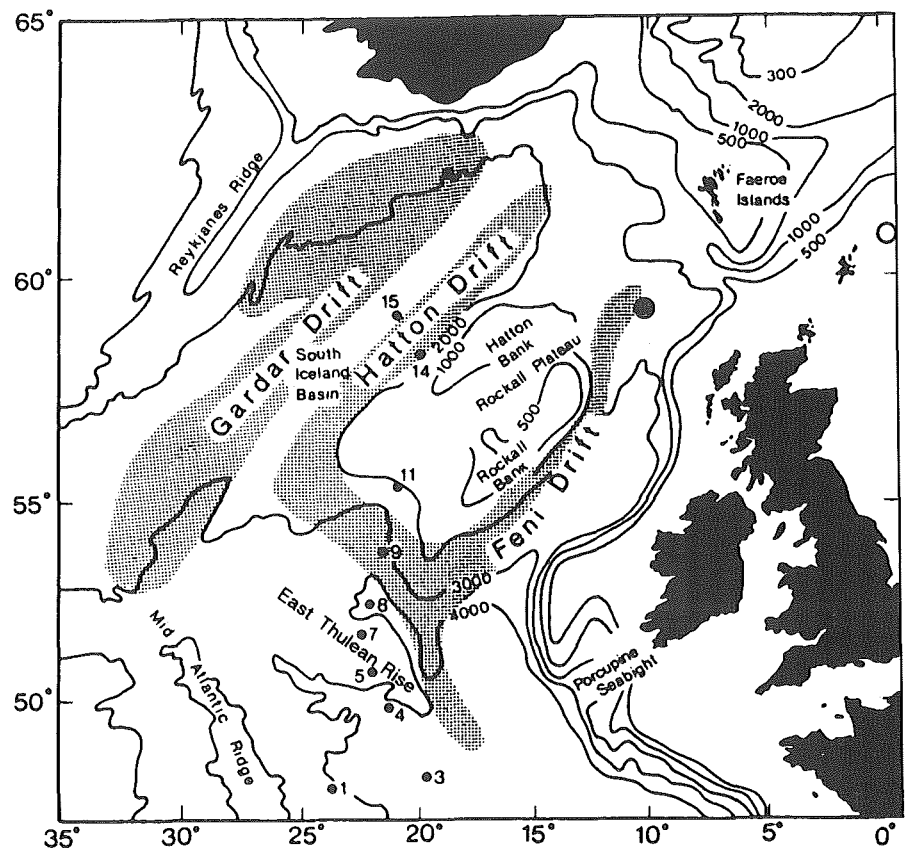 65°
60°
55°
50°
35°
30°
25°
20°
15°
10°
5°
0°
300
2000
1000
500
Faeroe
Islands
1000
500
Reykjanes Ridge
Gardar Drift
Hatton Drift
South
Iceland
Basin
15
14
2000
1000
Hatton
Bank
Rockall Plateau
500
Rockall
Bank
11
Feni Drift
9
3000
4000
8
7
East Thulean Rise
5
4
Mid
Atlantic
Ridge
Porcupine
Seabight
1
3